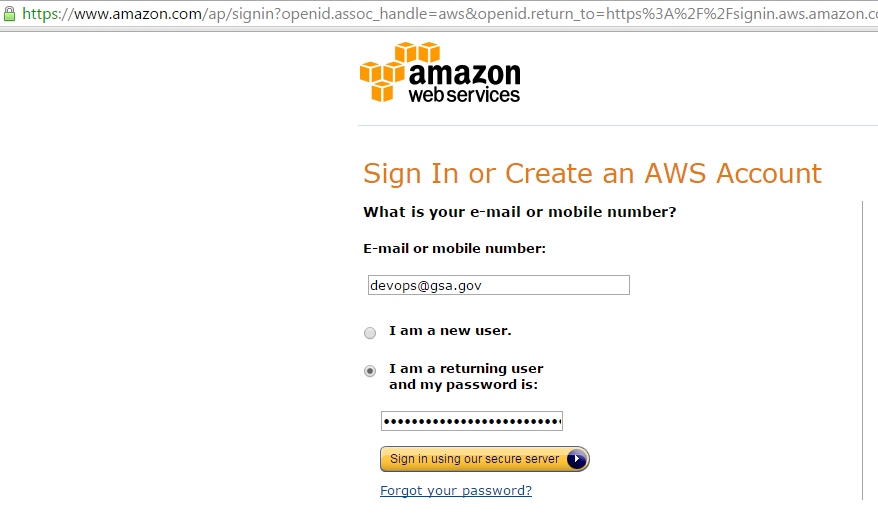 https://www.amazon.com/ap/signin?openid.assoc_handle=aws&openid.return_to=https%3A%2F%2Fsignin.aws.amazon.co
amazon
web services
Sign In or Create an AWS Account
What is your e-mail or mobile number?
E-mail or mobile number:
devops@gsa.gov
I am a new user.
I am a returning user
and my password is:
Sign in using our secure server
Forgot your password?